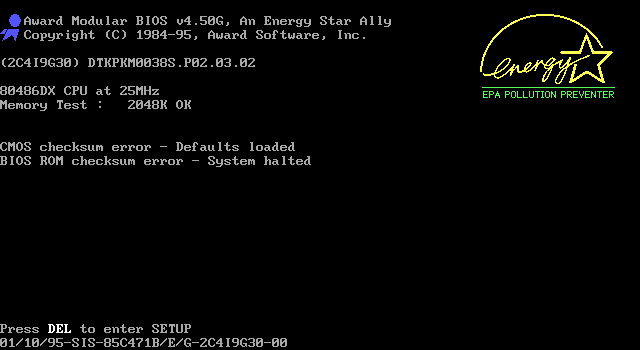 Award Modular BIOS v4.50G, An Energy Star Ally
Copyright (C) 1984-95, Award Software, Inc.
energy
EPA POLLUTION PREVENTER
(2C4I9G30) DTKPKM0038S.P02.03.02
80486DX CPU at 25MHz
Memory Test :   2048K OK
CMOS checksum error - Defaults loaded
BIOS ROM checksum error - System halted
Press DEL to enter SETUP
01/10/95-SIS-85C471B/E/G-2C4I9G30-00